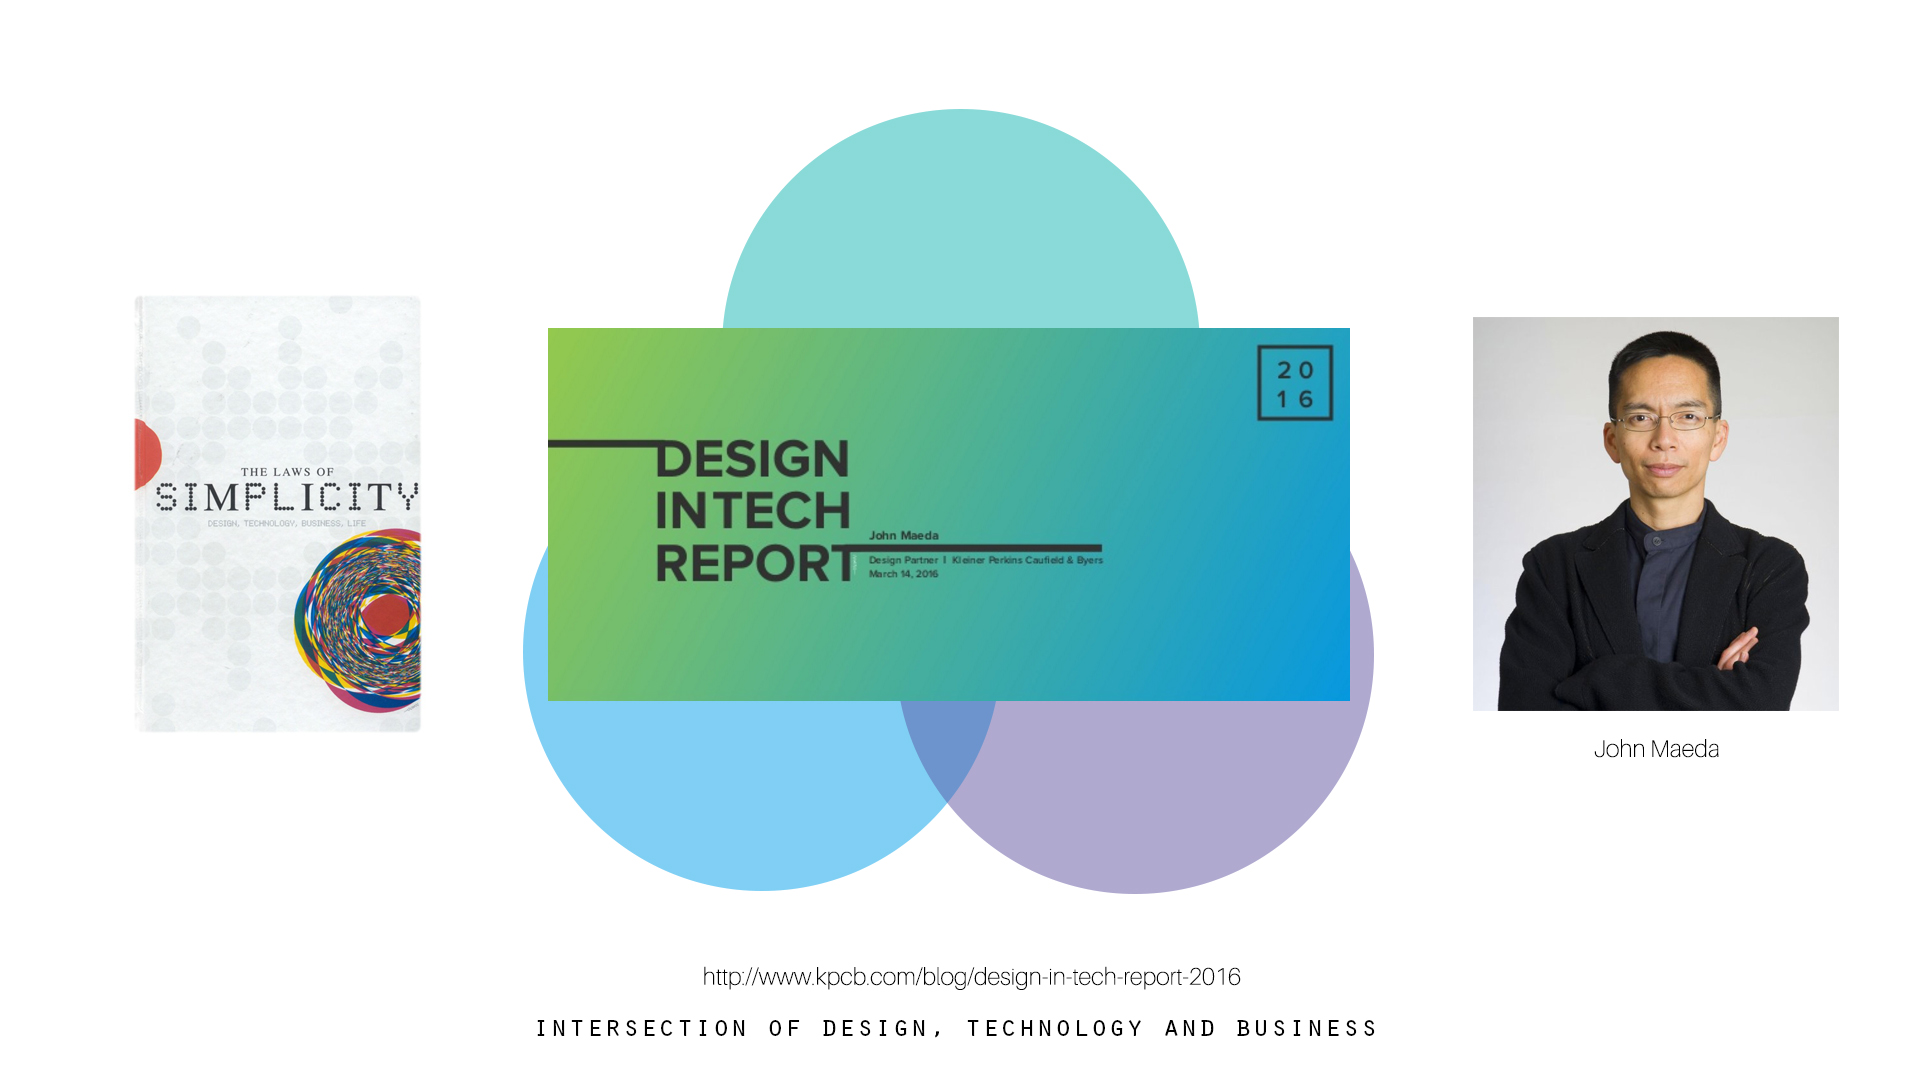 THE LAWS OF
SIMPLICITY
DESIGN, TECHNOLOGY, BUSINESS, LIFE
20
16
DESIGN
IN TECH
REPORT
John Maeda
Design Partner | Kleiner Perkins Caufield & Byers
March 14, 2016
John Maeda
http://www.kpcb.com/blog/design-in-tech-report-2016
INTERSECTION OF DESIGN, TECHNOLOGY AND BUSINESS